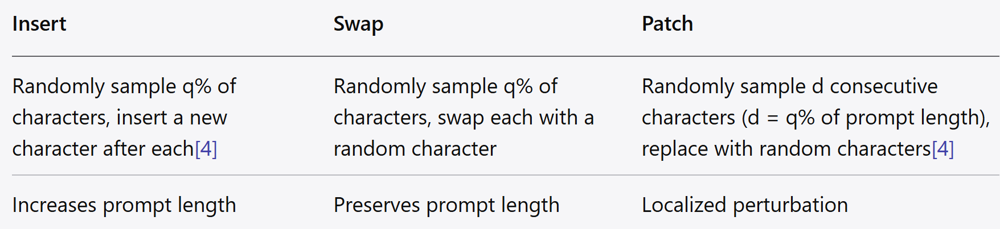 Insert Swap Patch
Randomly sample q% of
characters, insert a new
character after each[4]
Randomly sample q% of
characters, swap each with a
random character
Randomly sample d consecutive
characters (d = q% of prompt length),
replace with random characters[4]
Increases prompt length
Preserves prompt length
Localized perturbation